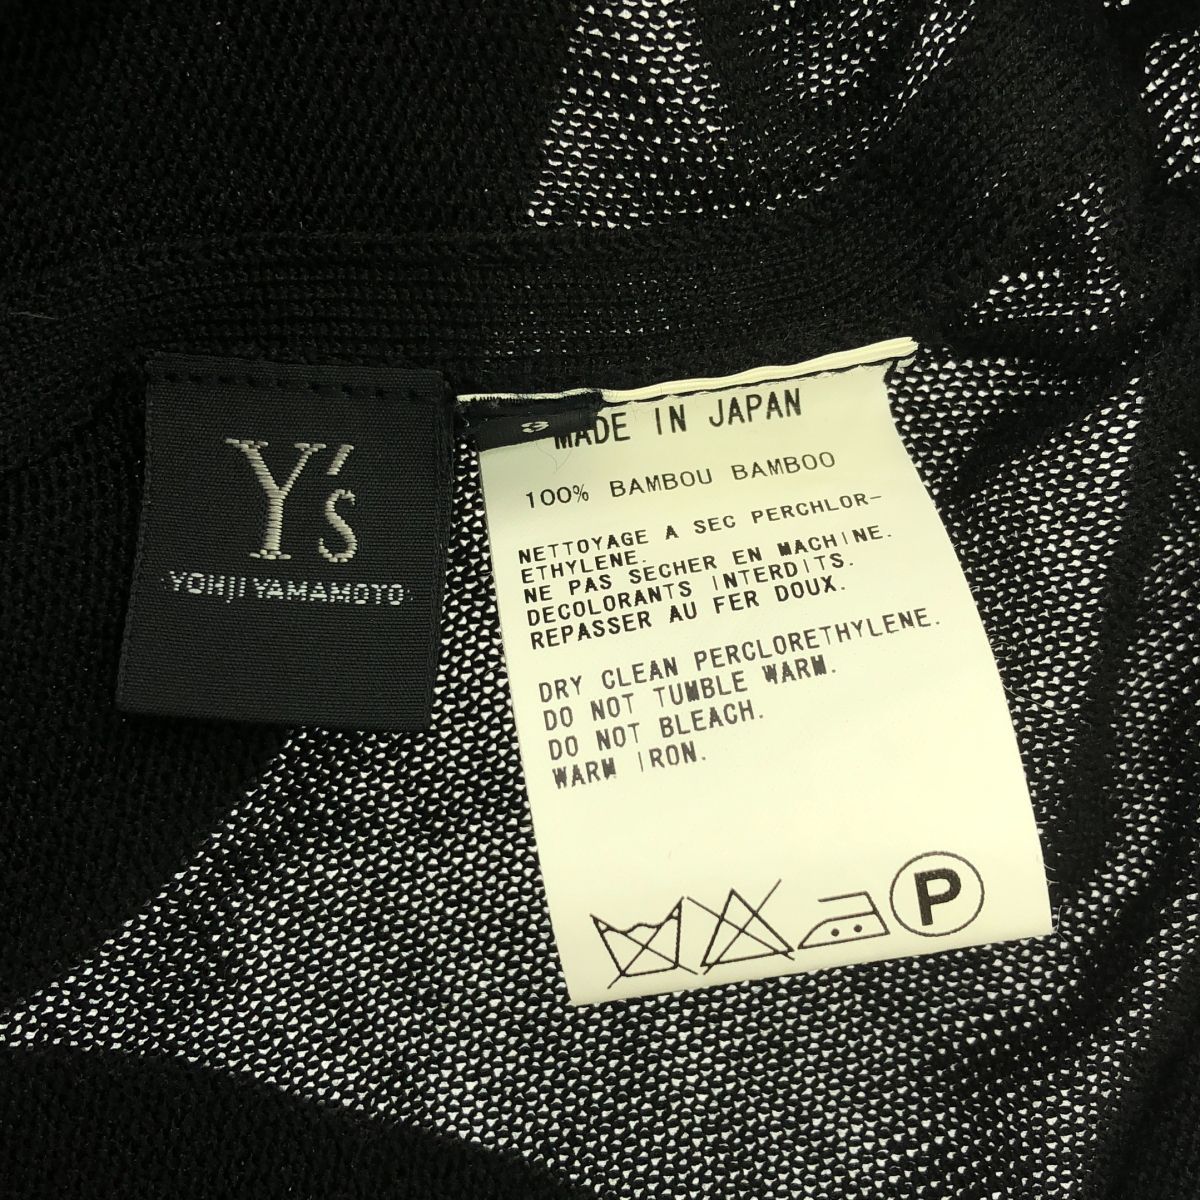 Y's
YOHJI YAMAMOTO
3
MADE IN JAPAN
100% BAMBOU BAMBOO
NETTOYAGE A SEC PERCHLOR-
ETHYLENE.
NE PAS SECHER EN MACHINE.
DECOLORANTS INTERDITS.
REPASSER AU FER DOUX.
DRY CLEAN PERCLORETHYLENE.
DO NOT TUMBLE WARM.
DO NOT BLEACH.
WARM IRON.
P